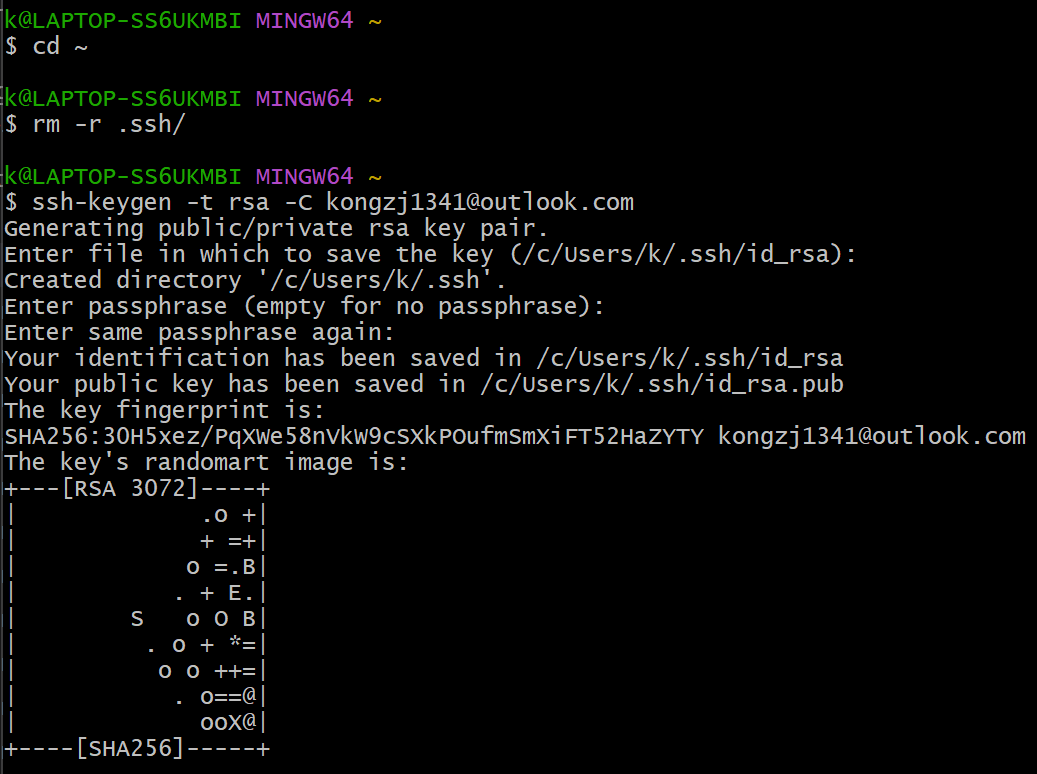 k@LAPTOP-SS6UKMBI MINGW64 ~
$ cd ~
k@LAPTOP-SS6UKMBI MINGW64 ~
$ rm -r .ssh/
k@LAPTOP-SS6UKMBI MINGW64 ~
$ ssh-keygen -t rsa -C kongzj1341@outlook.com
Generating public/private rsa key pair.
Enter file in which to save the key (/c/Users/k/.ssh/id_rsa):
Created directory '/c/Users/k/.ssh'.
Enter passphrase (empty for no passphrase):
Enter same passphrase again:
Your identification has been saved in /c/Users/k/.ssh/id_rsa
Your public key has been saved in /c/Users/k/.ssh/id_rsa.pub
The key fingerprint is:
SHA256:3OH5xez/PqXWe58nVkW9cSXkPOufmSmXiFT52HaZYTY kongzj1341@outlook.com
The key's randomart image is:
+---[RSA 3072]----+
|             .o +|
|             + =+|
|            o =.B|
|           . + E.|
|        S   o O B|
|         . o + *=|
|          o o ++=|
|           . o==@|
|             ooX@|
+----[SHA256]-----+